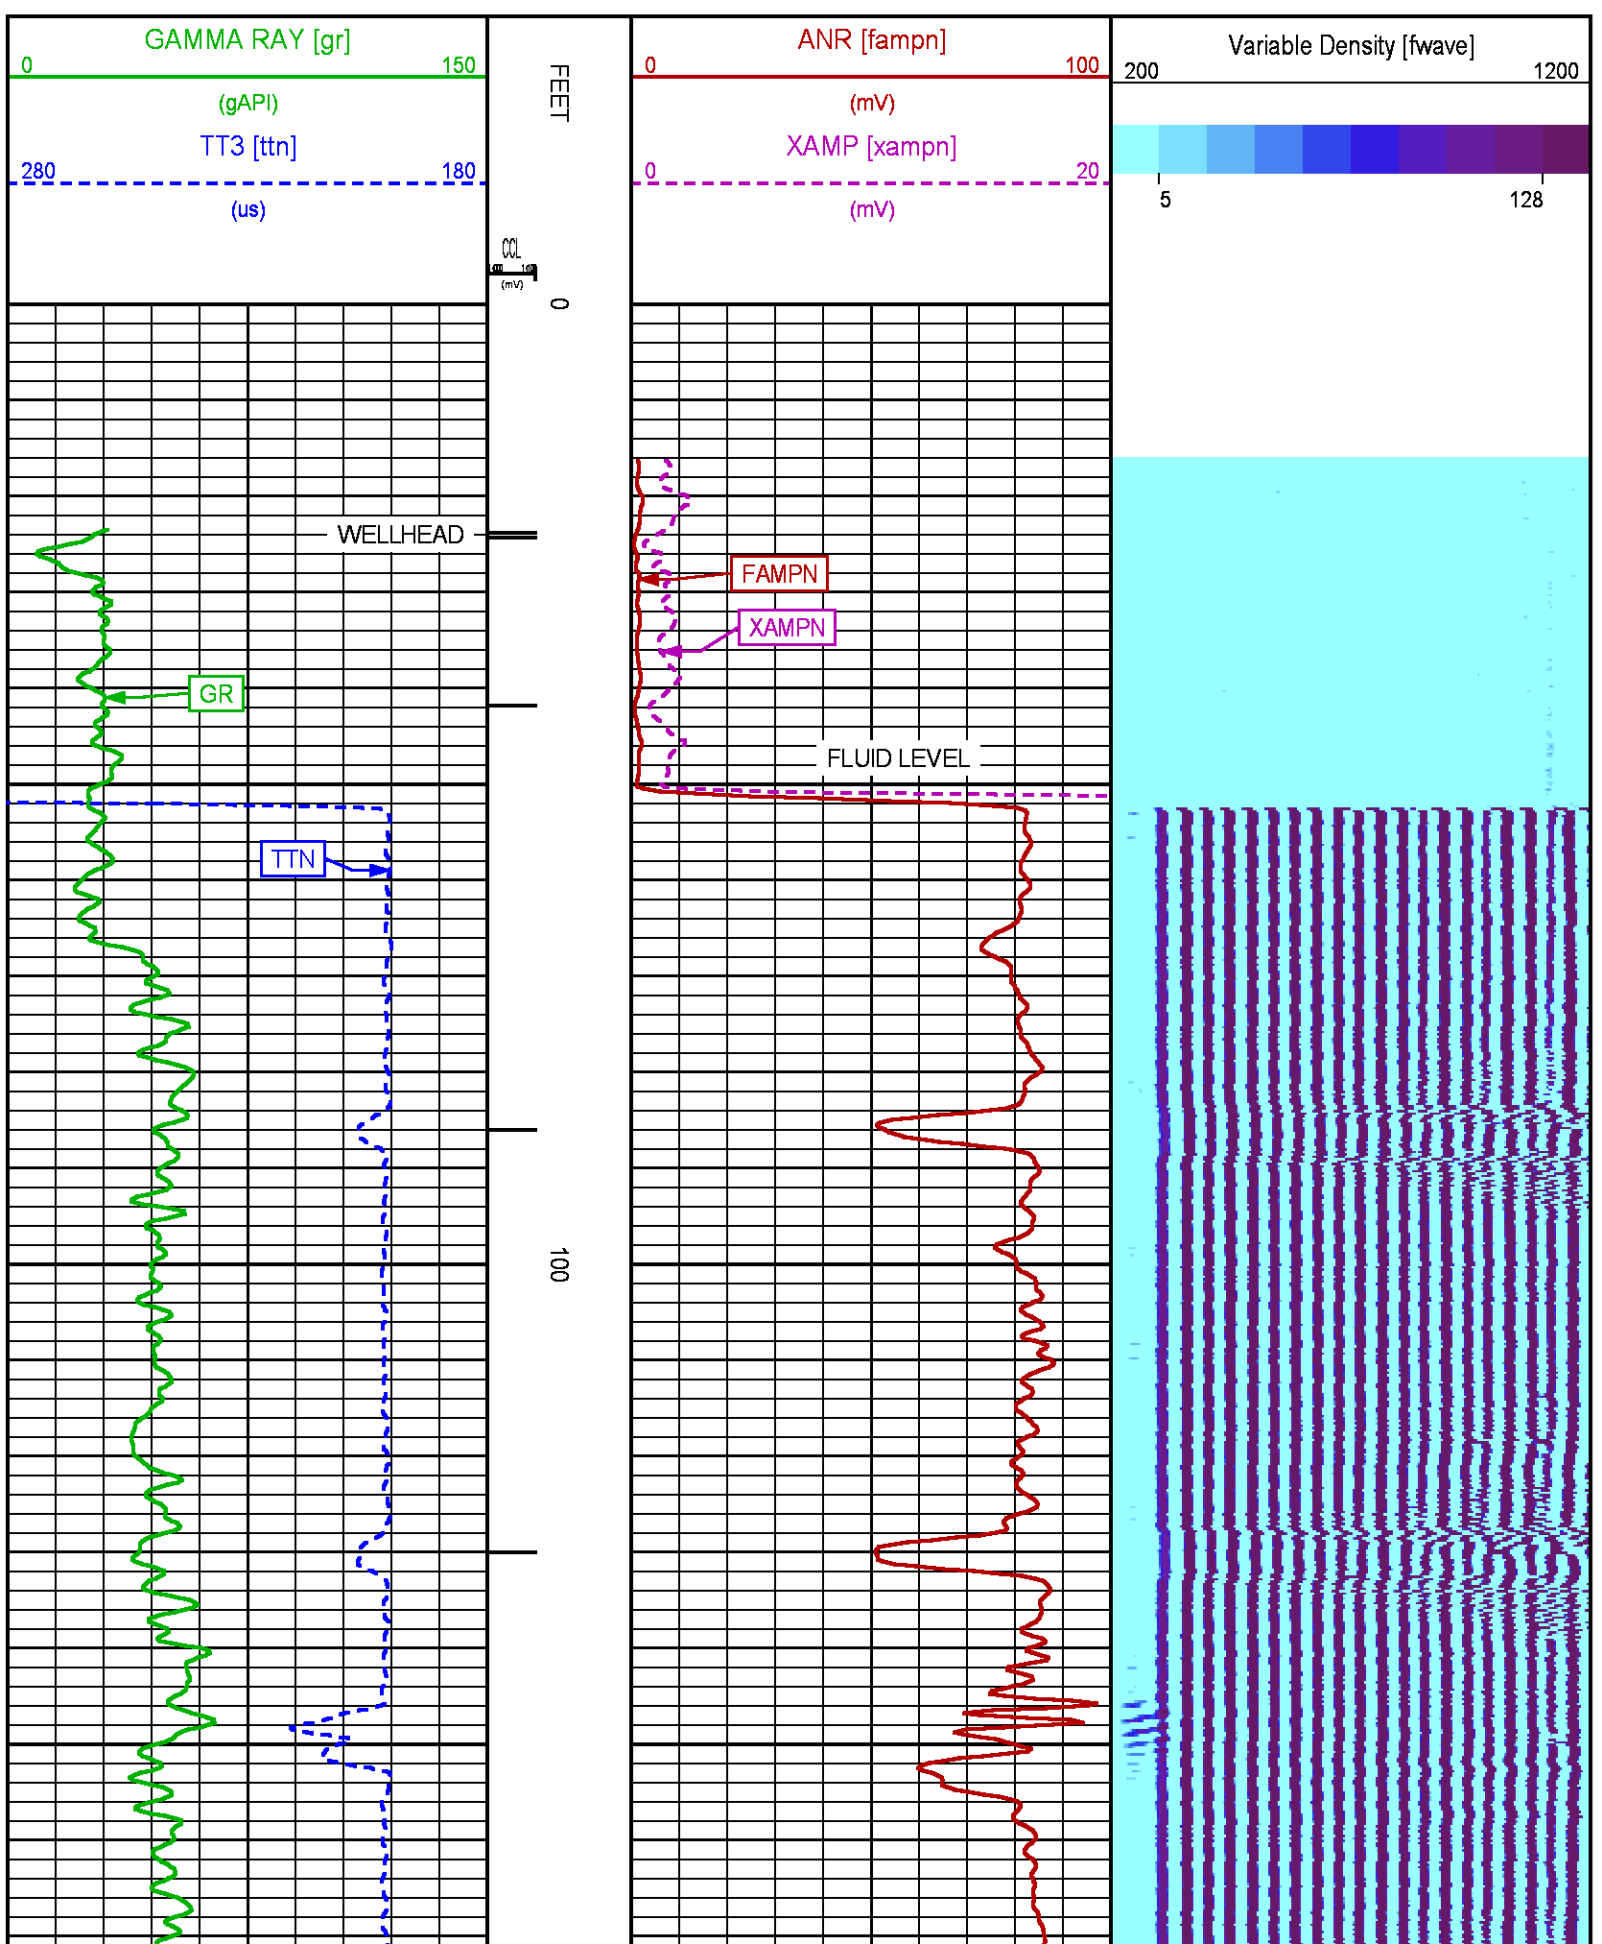 GAMMA RAY [gr]
0 150
(gAPI)
TT3 [ttn]
280 180
(us)
CCL
(mV)
FEET
0
100
ANR [fampn]
0 100
(mV)
XAMP [xampn]
0 20
(mV)
Variable Density [fwave]
200 1200
5 128
WELLHEAD
FAMPN
XAMPN
GR
FLUID LEVEL
TTN